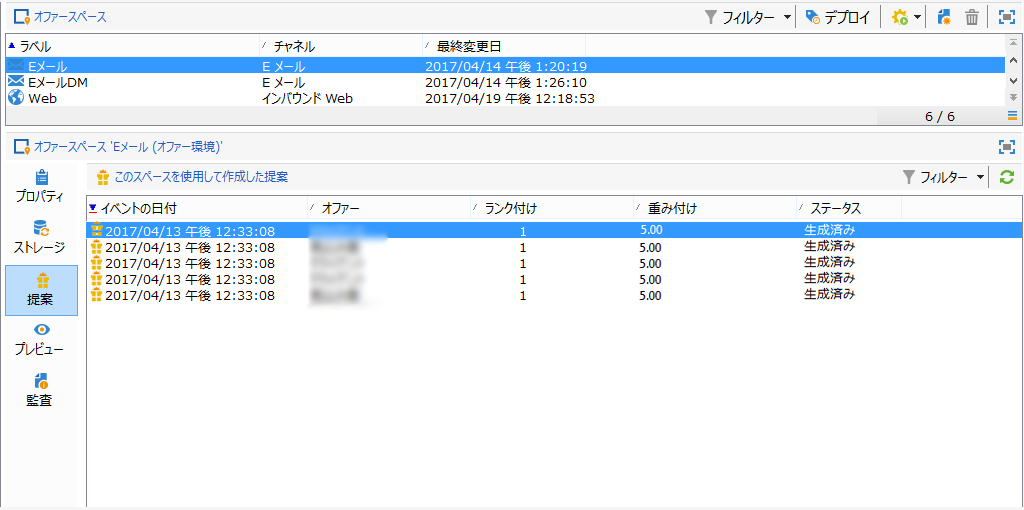 オファースペース
フィルター デプロイ
ラベル チャネル 最終変更日
Eメール E メール 2017/04/14 午後 1:20:19
EメールDM E メール 2017/04/14 午後 1:26:10
Web インバウンド Web 2017/04/19 午後 12:18:53
6 / 6
オファースペース 'Eメール (オファー環境)'
プロパティ
ストレージ
提案
プレビュー
監査
このスペースを使用して作成した提案 フィルター
イベントの日付 オファー ランク付け 重み付け ステータス
2017/04/13 午後 12:33:08 1 5.00 生成済み
2017/04/13 午後 12:33:08 1 5.00 生成済み
2017/04/13 午後 12:33:08 1 5.00 生成済み
2017/04/13 午後 12:33:08 1 5.00 生成済み
2017/04/13 午後 12:33:08 1 5.00 生成済み